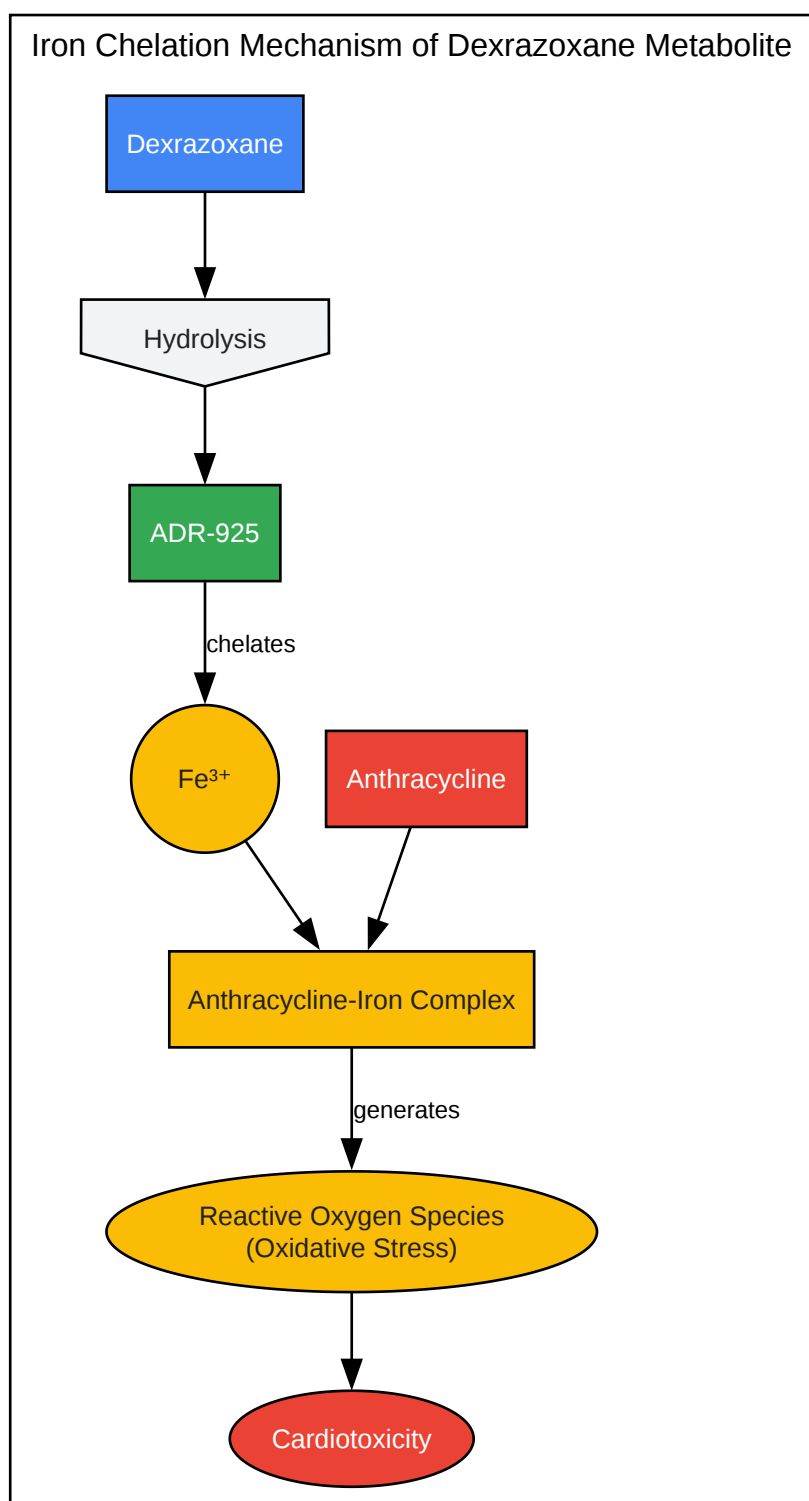 Iron Chelation Mechanism of Dexrazoxane Metabolite
Dexrazoxane
Hydrolysis
ADR-925
chelates
Fe³⁺
Anthracycline
Anthracycline-Iron Complex
generates
Reactive Oxygen Species
(Oxidative Stress)
Cardiotoxicity